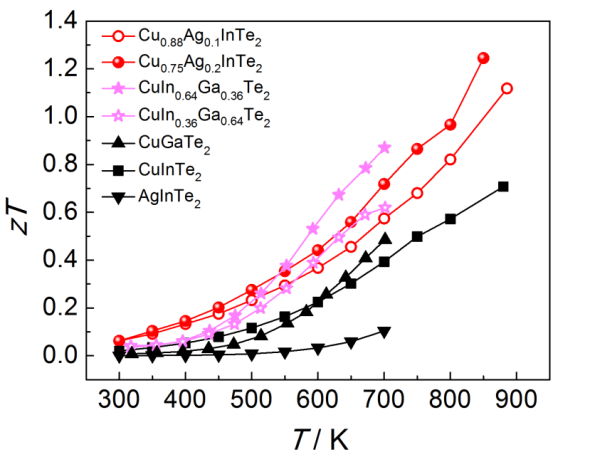 1.4
1.2
1.0
0.8
0.6
0.4
0.2
0.0
zT
Cu0.88Ag0.1InTe2
Cu0.75Ag0.2InTe2
CuIn0.64Ga0.36Te2
CuIn0.36Ga0.64Te2
CuGaTe2
CuInTe2
AgInTe2
300 400 500 600 700 800 900
T / K